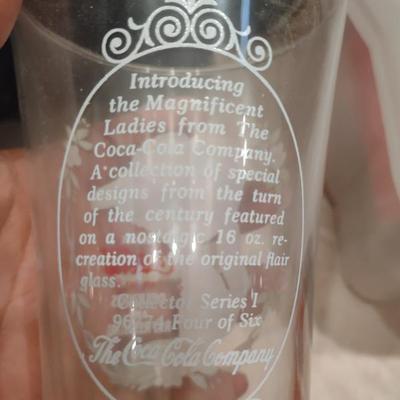 Introducing
the Magnificent
Ladies from The
Coca-Cola Company.
A collection of special
designs from the turn
of the century featured
on a nostalgic 16 oz. re-
creation of the original flair
glass.
Collector Series I
Four of Six
The Coca-Cola Company